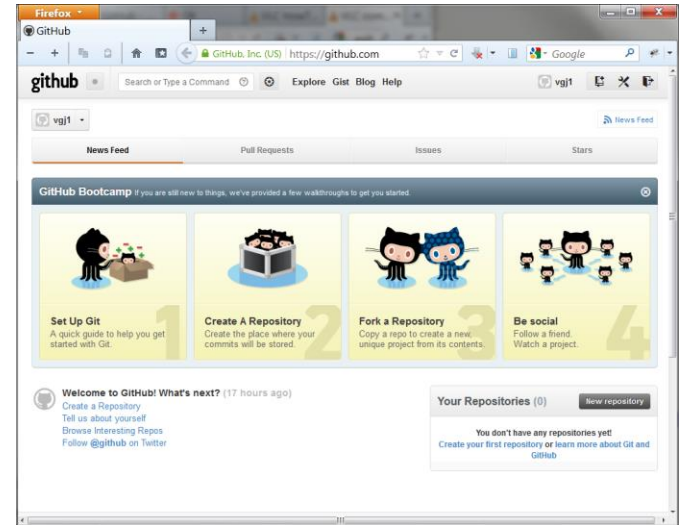 Firefox
GitHub
GitHub, Inc. (US) https://github.com
Google
github
Search or Type a Command
Explore Gist Blog Help
vgj1
vgj1
News Feed
News Feed
Pull Requests
Issues
Stars
GitHub Bootcamp If you are still new to things, we've provided a few walkthroughs to get you started.
1
Set Up Git
A quick guide to help you get
started with Git.
2
Create A Repository
Create the place where your
commits will be stored.
3
Fork a Repository
Copy a repo to create a new,
unique project from its contents.
4
Be social
Follow a friend.
Watch a project.
Welcome to GitHub! What's next? (17 hours ago)
Create a Repository
Tell us about yourself
Browse Interesting Repos
Follow @github on Twitter
Your Repositories (0)
New repository
You don't have any repositories yet!
Create your first repository or learn more about Git and
GitHub